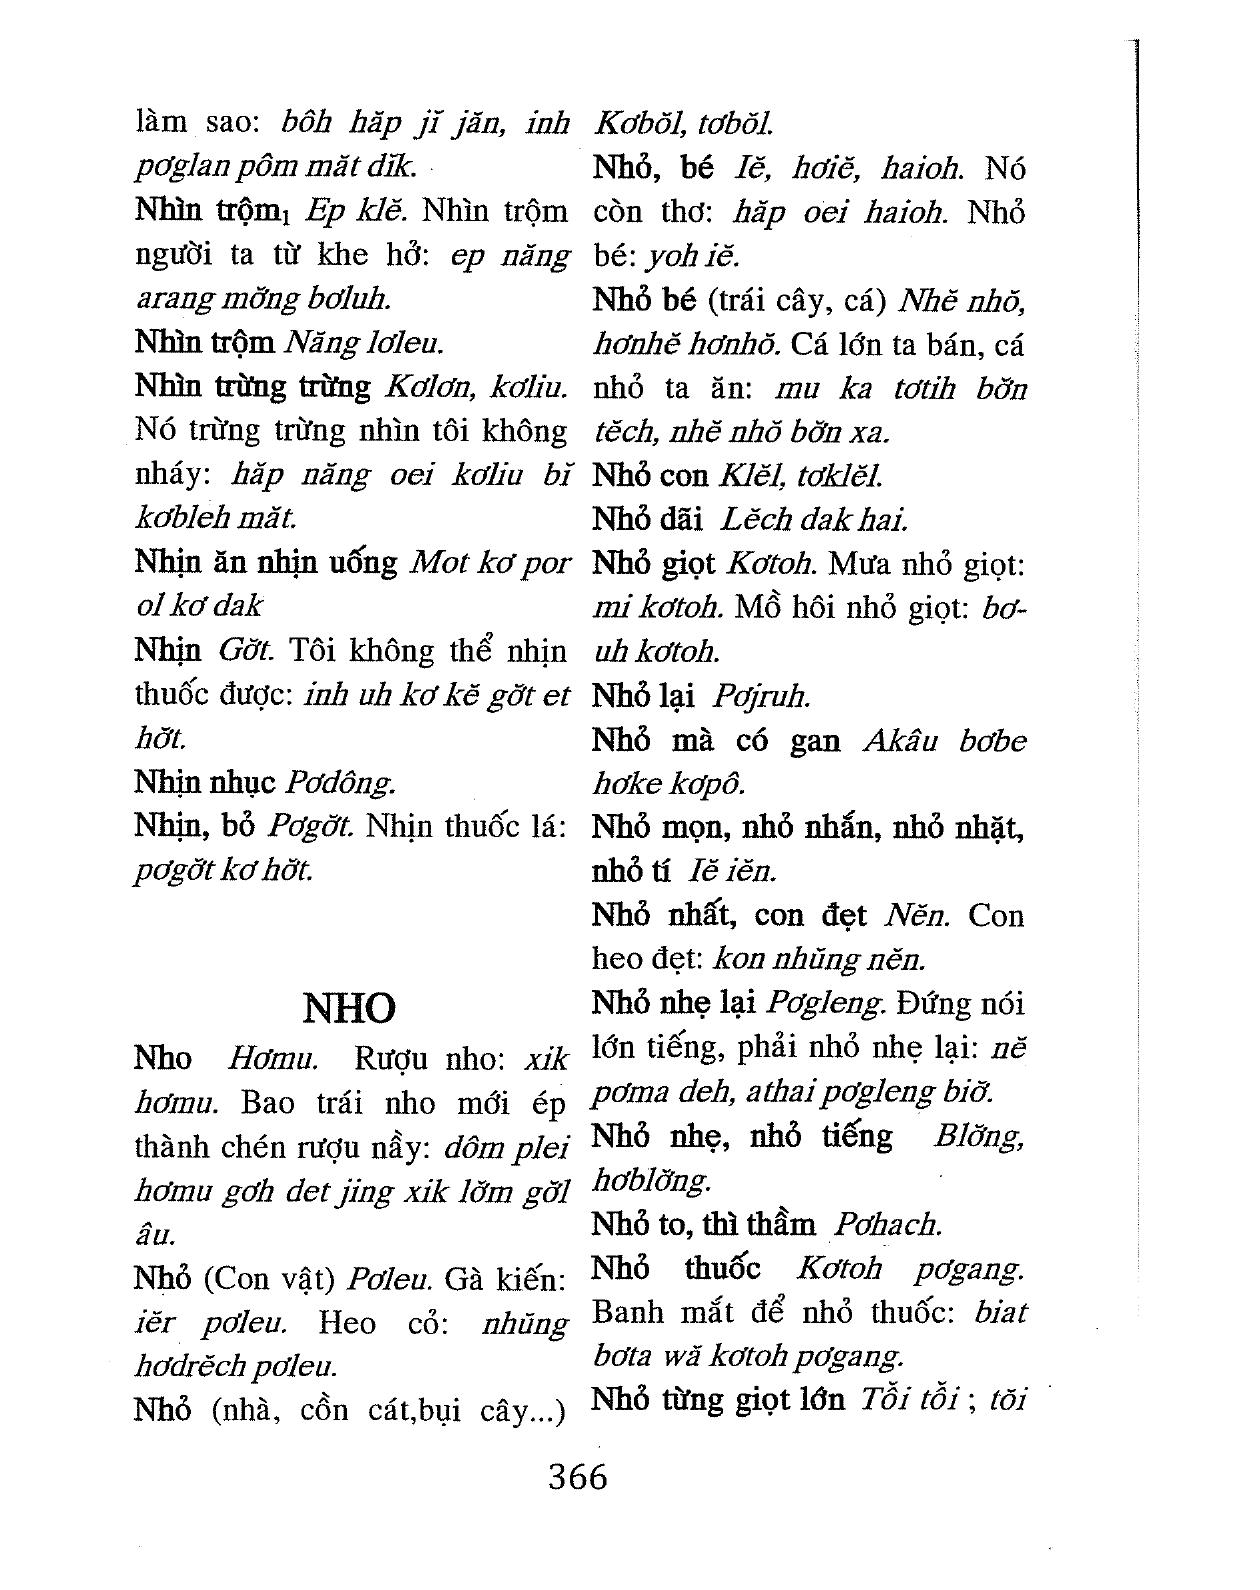 làm sao: bôh hăp jĭ jăn, inh
pơglan pôm măt dĭk.
Nhìn trộm₁ Ep klĕ. Nhìn trộm
người ta từ khe hở: ep năng
arang mơ̆ng bơluh.
Nhìn trộm Năng lơleu.
Nhìn trừng trừng Kơlơn, kơliu.
Nó trừng trừng nhìn tôi không
nháy: hăp năng oei kơliu bĭ
kơbleh măt.
Nhịn ăn nhịn uống Mot kơ por
ol kơ dak
Nhịn Gơ̆t. Tôi không thể nhịn
thuốc được: inh uh kơ kĕ gơ̆t et
hơ̆t.
Nhịn nhục Pơdông.
Nhịn, bỏ Pơgơ̆t. Nhịn thuốc lá:
pơgơ̆t kơ hơ̆t.
NHO
Nho Hơmu. Rượu nho: xik
hơmu. Bao trái nho mới ép
thành chén rượu nầy: dôm plei
hơmu gơh det jing xik lơ̆m gơ̆l
âu.
Nhỏ (Con vật) Pơleu. Gà kiến:
iĕr pơleu. Heo cỏ: nhŭng
hơdrĕch pơleu.
Nhỏ (nhà, cồn cát,bụi cây...)
Kơbŏl, tơbŏl.
Nhỏ, bé Iĕ, hơiĕ, haioh. Nó
còn thơ: hăp oei haioh. Nhỏ
bé: yoh iĕ.
Nhỏ bé (trái cây, cá) Nhĕ nhŏ,
hơnhĕ hơnhŏ. Cá lớn ta bán, cá
nhỏ ta ăn: mu ka tơtih bơ̆n
tĕch, nhĕ nhŏ bơ̆n xa.
Nhỏ con Klĕl, tơklĕl.
Nhỏ dãi Lĕch dak hai.
Nhỏ giọt Kơtoh. Mưa nhỏ giọt:
mi kơtoh. Mồ hôi nhỏ giọt: bơ-
uh kơtoh.
Nhỏ lại Pơjruh.
Nhỏ mà có gan Akâu bơbe
hơke kơpô.
Nhỏ mọn, nhỏ nhắn, nhỏ nhặt,
nhỏ tí Iĕ iĕn.
Nhỏ nhất, con đẹt Nĕn. Con
heo đẹt: kon nhŭng nĕn.
Nhỏ nhẹ lại Pơgleng. Đứng nói
lớn tiếng, phải nhỏ nhẹ lại: nĕ
pơma deh, athai pơgleng biơ̆.
Nhỏ nhẹ, nhỏ tiếng Blơ̆ng,
hơblơ̆ng.
Nhỏ to, thì thầm Pơhach.
Nhỏ thuốc Kơtoh pơgang.
Banh mắt để nhỏ thuốc: biat
bơta wă kơtoh pơgang.
Nhỏ từng giọt lớn Tô̆i tô̆i ; tŏi
366